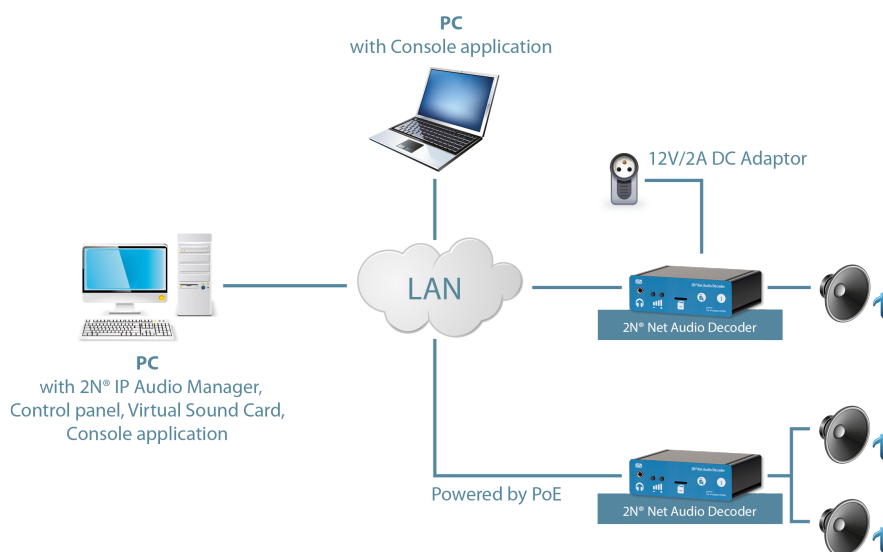 PC
with Console application
12V/2A DC Adaptor
LAN
2N® Net Audio Decoder
PC
with 2N® IP Audio Manager,
Control panel, Virtual Sound Card,
Console application
Powered by PoE
2N® Net Audio Decoder